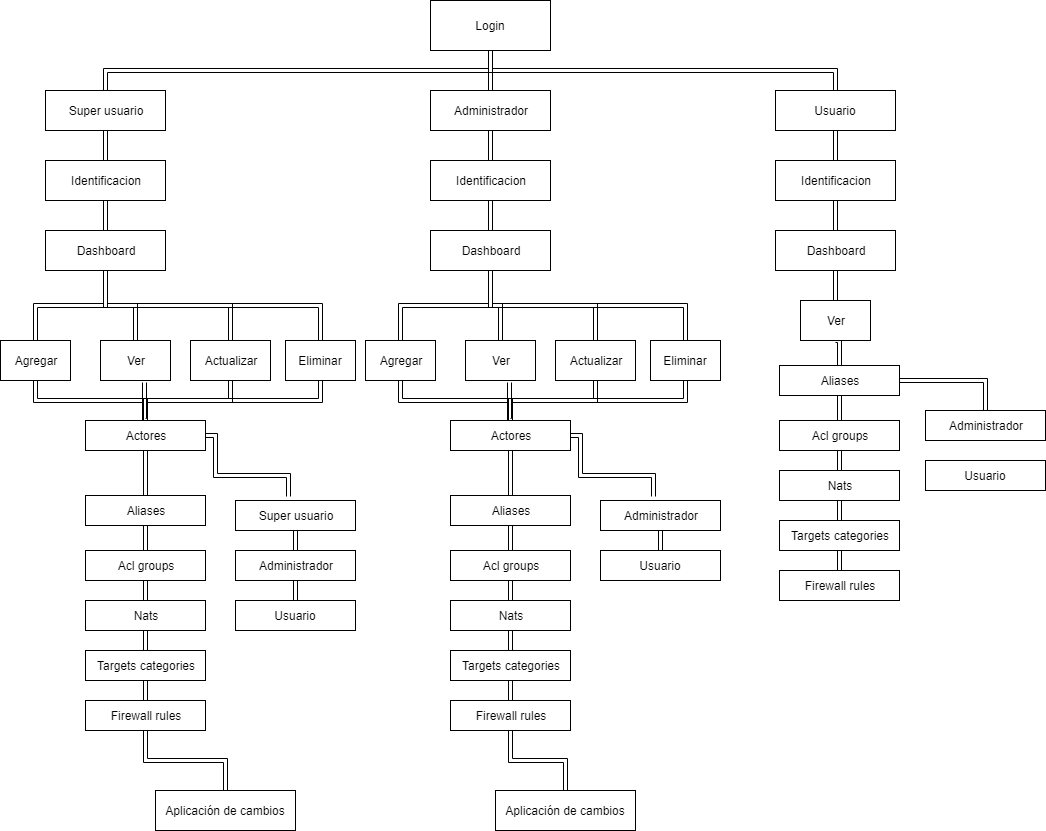 Login
Super usuario
Administrador
Usuario
Identificacion
Identificacion
Identificacion
Dashboard
Dashboard
Dashboard
Agregar
Ver
Actualizar
Eliminar
Agregar
Ver
Actualizar
Eliminar
Ver
Actores
Aliases
Acl groups
Nats
Targets categories
Firewall rules
Aplicación de cambios
Super usuario
Administrador
Usuario
Actores
Aliases
Acl groups
Nats
Targets categories
Firewall rules
Aplicación de cambios
Administrador
Usuario
Aliases
Acl groups
Nats
Targets categories
Firewall rules
Administrador
Usuario